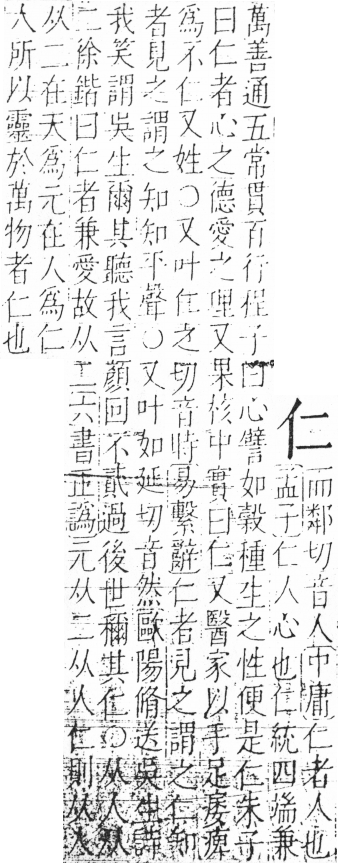 仁
而鄰切音人中庸仁者人也
孟子仁人心也仁統四端兼
萬善通五常貫百行程子曰心譬如穀種生之性便是仁朱子
曰仁者心之德愛之理又果核中實曰仁又醫家以手足痿痺
爲不仁又姓○又叶仁之切音時易繫辭仁者見之謂之仁知
者見之謂之知知平聲○又叶如延切音然歐陽脩送吳生詩
我笑謂吳生爾其聽我言顏回不貳過後世稱其仁○从人从
二徐鍇曰仁者兼愛故从二六書正譌元从二从人仁則从人
从二在天爲元在人爲仁
人所以靈於萬物者仁也